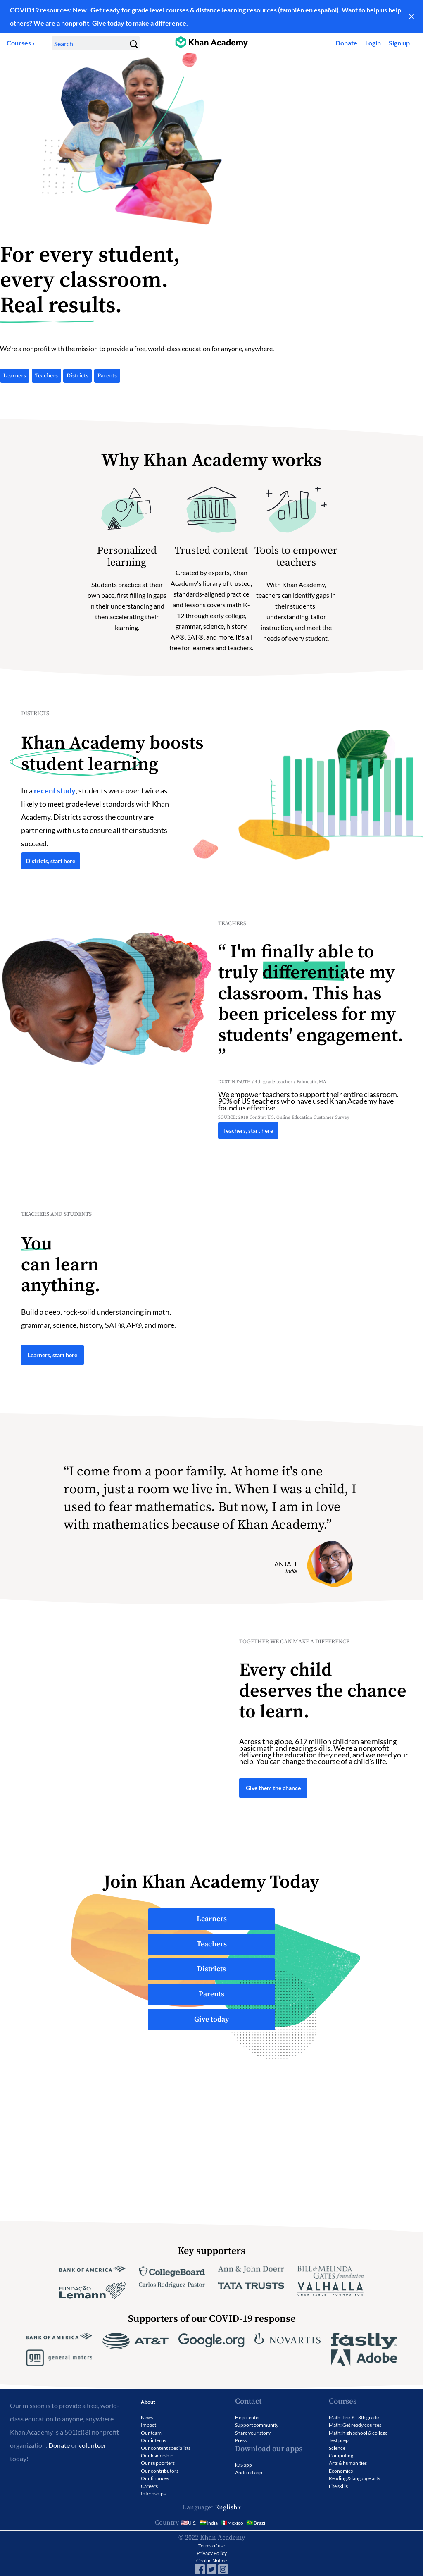 COVID19 resources: New! Get ready for grade level courses & distance learning resources (también en español). Want to help us help
others? We are a nonprofit. Give today to make a difference.
Courses
Search
Khan Academy
Donate Login Sign up
For every student,
every classroom.
Real results.
We're a nonprofit with the mission to provide a free, world-class education for anyone, anywhere.
Learners Teachers Districts Parents
Why Khan Academy works
Personalized
learning
Students practice at their
own pace, first filling in gaps
in their understanding and
then accelerating their
learning.
Trusted content
Created by experts, Khan
Academy's library of trusted,
standards-aligned practice
and lessons covers math K-
12 through early college,
grammar, science, history,
AP®, SAT®, and more. It's all
free for learners and teachers.
Tools to empower
teachers
With Khan Academy,
teachers can identify gaps in
their students'
understanding, tailor
instruction, and meet the
needs of every student.
DISTRICTS
Khan Academy boosts
student learning
In a recent study, students were over twice as
likely to meet grade-level standards with Khan
Academy. Districts across the country are
partnering with us to ensure all their students
succeed.
Districts, start here
TEACHERS
“ I'm finally able to
truly differentiate my
classroom. This has
been priceless for my
students' engagement.
”
DUSTIN FAUTH | 6th grade teacher | Falmouth, MA
We empower teachers to support their entire classroom.
90% of US teachers who have used Khan Academy have
found us effective.
SOURCE: 2018 Croshut U.S. Online Education Customer Survey
Teachers, start here
TEACHERS AND STUDENTS
You
can learn
anything.
Build a deep, rock-solid understanding in math,
grammar, science, history, SAT®, AP®, and more.
Learners, start here
“I come from a poor family. At home it's one
room, just a room we live in. When I was a child, I
used to fear mathematics. But now, I am in love
with mathematics because of Khan Academy.”
ANJALI
India
TOGETHER WE CAN MAKE A DIFFERENCE
Every child
deserves the chance
to learn.
Across the globe, 617 million children are missing
basic math and reading skills. We're a nonprofit
delivering the education they need, and we need your
help. You can change the course of a child's life.
Give them the chance
Join Khan Academy Today
Learners
Teachers
Districts
Parents
Give today
Key supporters
BANK OF AMERICA
CollegeBoard
Ann & John Doerr
BILL & MELINDA
GATES foundation
FUNDAÇÃO
Lemann
Carlos Rodriguez-Pastor
TATA TRUSTS
VALHALLA
CHARITABLE FOUNDATION
Supporters of our COVID-19 response
BANK OF AMERICA
AT&T
Google.org
NOVARTIS
fastly
gm general motors
Adobe
Our mission is to provide a free, world-
class education to anyone, anywhere.
Khan Academy is a 501(c)(3) nonprofit
organization. Donate or volunteer
today!
About
News
Impact
Our team
Our interns
Our content specialists
Our leadership
Our supporters
Our contributors
Our finances
Careers
Internships
Contact
Help center
Support community
Share your story
Press
Download our apps
iOS app
Android app
Courses
Math: Pre-K - 8th grade
Math: Get ready courses
Math: high school & college
Test prep
Science
Computing
Arts & humanities
Economics
Reading & language arts
Life skills
Language: English
Country U.S. India Mexico Brazil
© 2022 Khan Academy
Terms of use
Privacy Policy
Cookie Notice